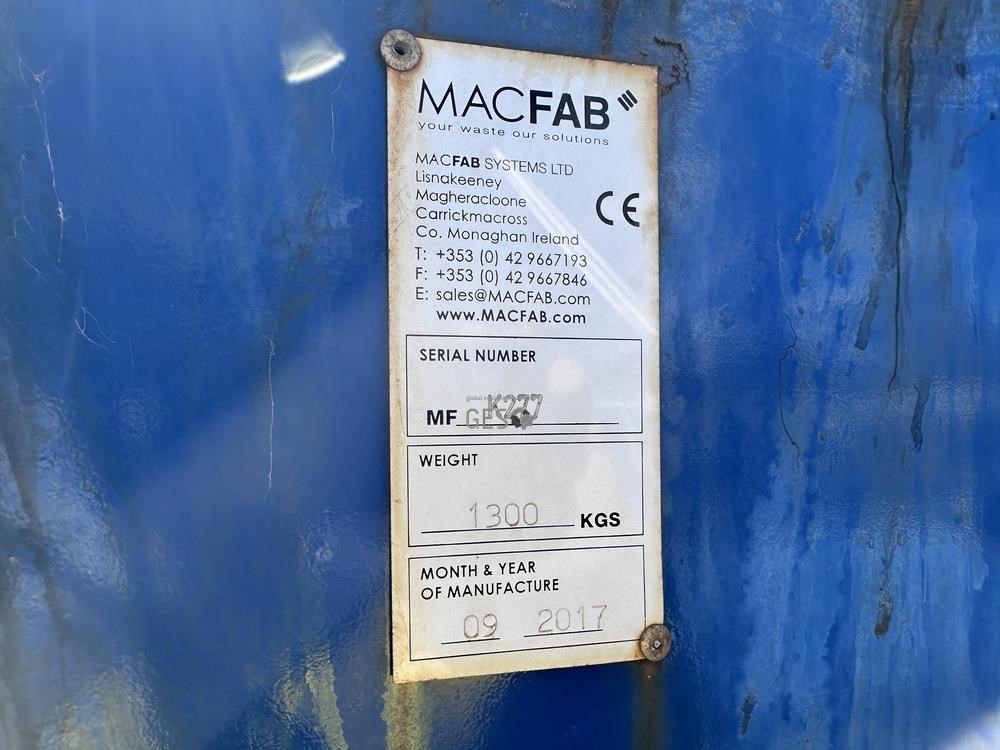 MACFAB
your waste our solutions
MACFAB SYSTEMS LTD
Lisnakeeney
Magheracloone
Carrickmacross
Co. Monaghan Ireland
CE
T: +353 (0) 42 9667193
F: +353 (0) 42 9667846
E: sales@MACFAB.com
www.MACFAB.com
SERIAL NUMBER
MF K277
GES
WEIGHT
1300 KGS
MONTH & YEAR
OF MANUFACTURE
09 2017